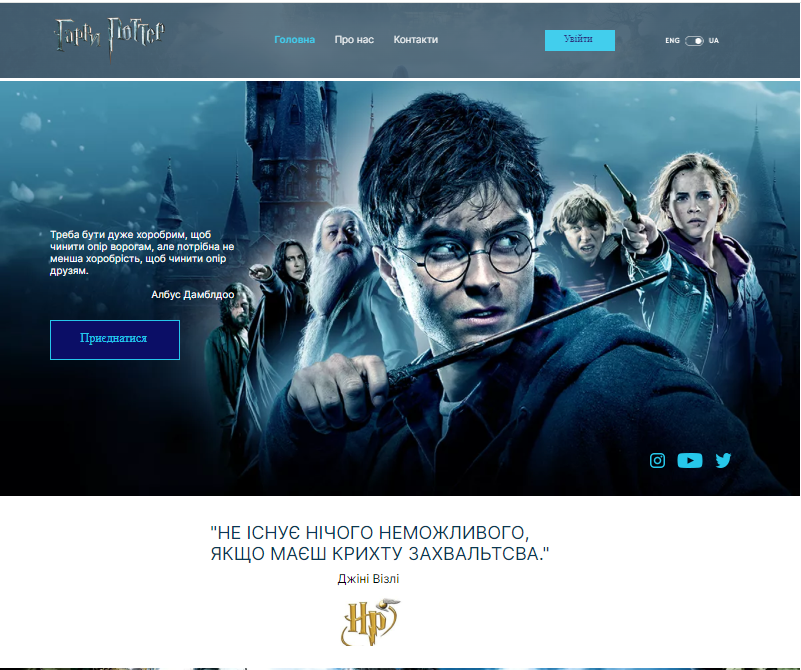 Гарри Поттер
Головна Про нас Контакти Увійти ENG UA
Треба бути дуже хоробрим, щоб
чинити опір ворогам, але потрібна не
менша хоробрість, щоб чинити опір
друзям.
Албус Дамблдоо
Приєднатися
"НЕ ІСНУЄ НІЧОГО НЕМОЖЛИВОГО,
ЯКЩО МАЄШ КРИХТУ ЗАХВАЛЬТСВА."
Джіні Візлі
HP